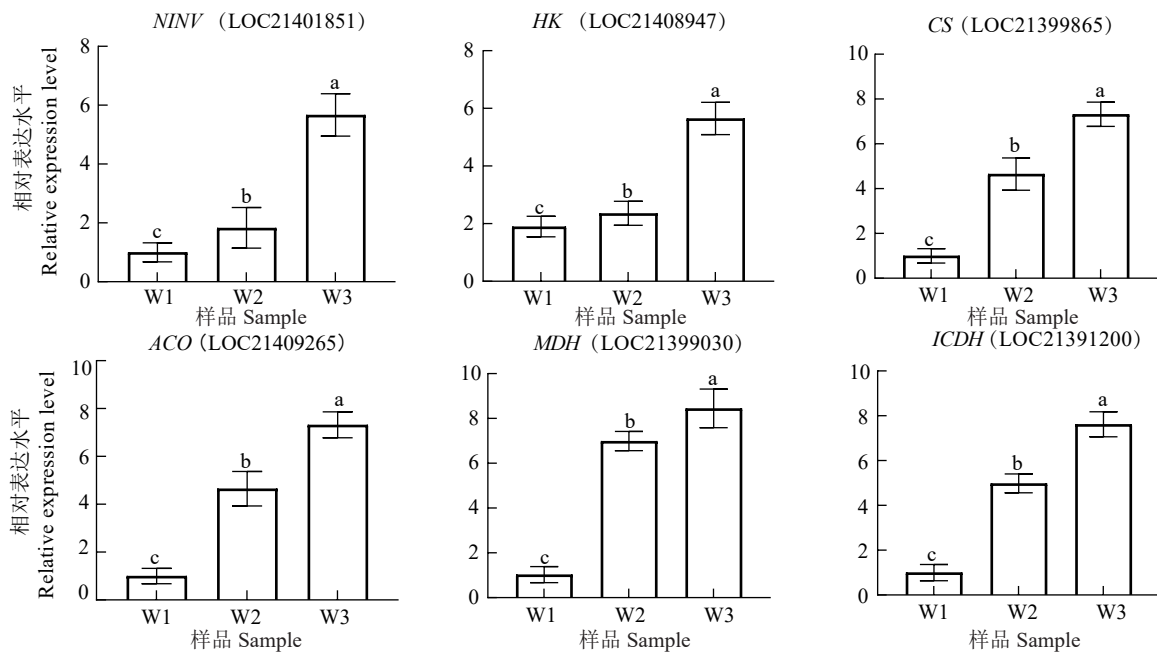 NINV (LOC21401851)
相对表达水平
Relative expression level
8
6
4
2
0
c
b
a
W1
W2
W3
样品 Sample
HK (LOC21408947)
8
6
4
2
0
c
b
a
W1
W2
W3
样品 Sample
CS (LOC21399865)
10
8
6
4
2
0
c
b
a
W1
W2
W3
样品 Sample
ACO (LOC21409265)
相对表达水平
Relative expression level
10
8
6
4
2
0
c
b
a
W1
W2
W3
样品 Sample
MDH (LOC21399030)
10
8
6
4
2
0
c
b
a
W1
W2
W3
样品 Sample
ICDH (LOC21391200)
10
8
6
4
2
0
c
b
a
W1
W2
W3
样品 Sample